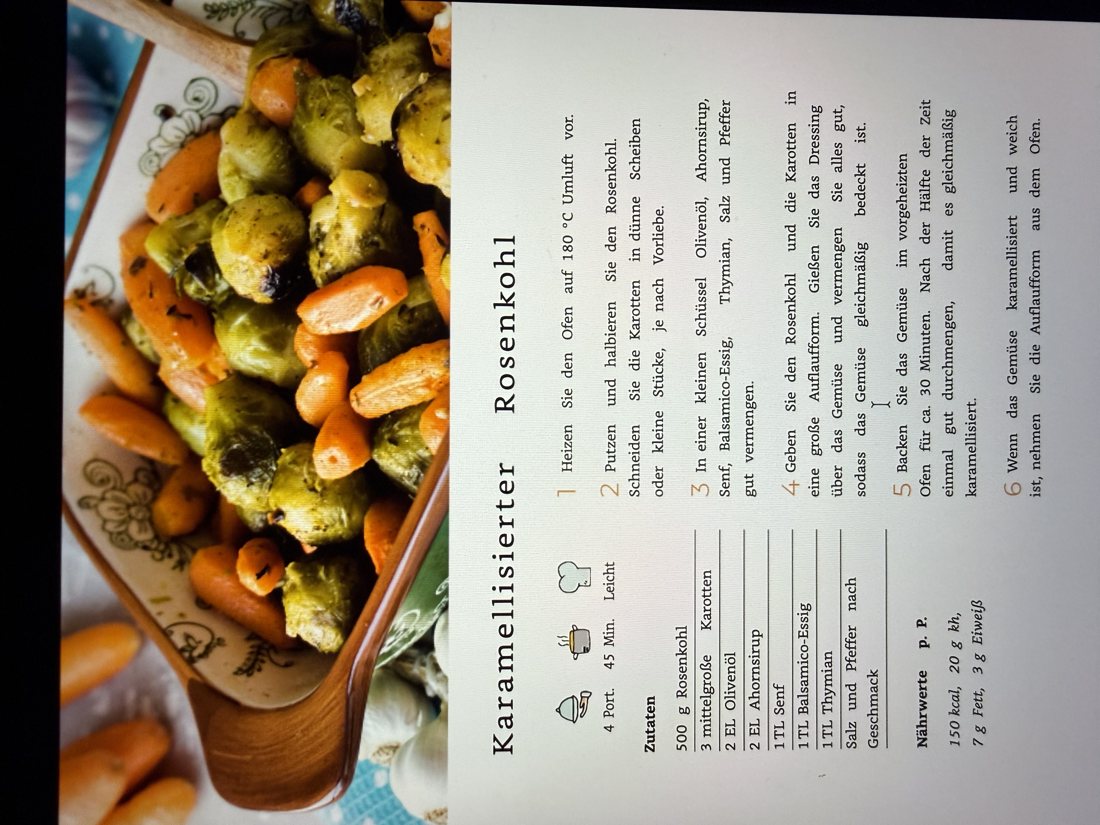 Karamellisierter Rosenkohl
4 Port. 45 Min. Leicht
Zutaten
500 g Rosenkohl
3 mittelgroße Karotten
2 EL Olivenöl
2 EL Ahornsirup
1 TL Senf
1 TL Balsamico-Essig
1 TL Thymian
Salz und Pfeffer nach
Geschmack
Nährwerte p. P.
150 kcal, 20 g kh,
7 g Fett, 3 g Eiweiß
1 Heizen Sie den Ofen auf 180 °C Umluft vor.
2 Putzen und halbieren Sie den Rosenkohl.
Schneiden Sie die Karotten in dünne Scheiben
oder kleine Stücke, je nach Vorliebe.
3 In einer kleinen Schüssel Olivenöl, Ahornsirup,
Senf, Balsamico-Essig, Thymian, Salz und Pfeffer
gut vermengen.
4 Geben Sie den Rosenkohl und die Karotten in
eine große Auflaufform. Gießen Sie das Dressing
über das Gemüse und vermengen Sie alles gut,
sodass das Gemüse gleichmäßig bedeckt ist.
5 Backen Sie das Gemüse im vorgeheizten
Ofen für ca. 30 Minuten. Nach der Hälfte der Zeit
einmal gut durchmengen, damit es gleichmäßig
karamellisiert.
6 Wenn das Gemüse karamellisiert und weich
ist, nehmen Sie die Auflaufform aus dem Ofen.